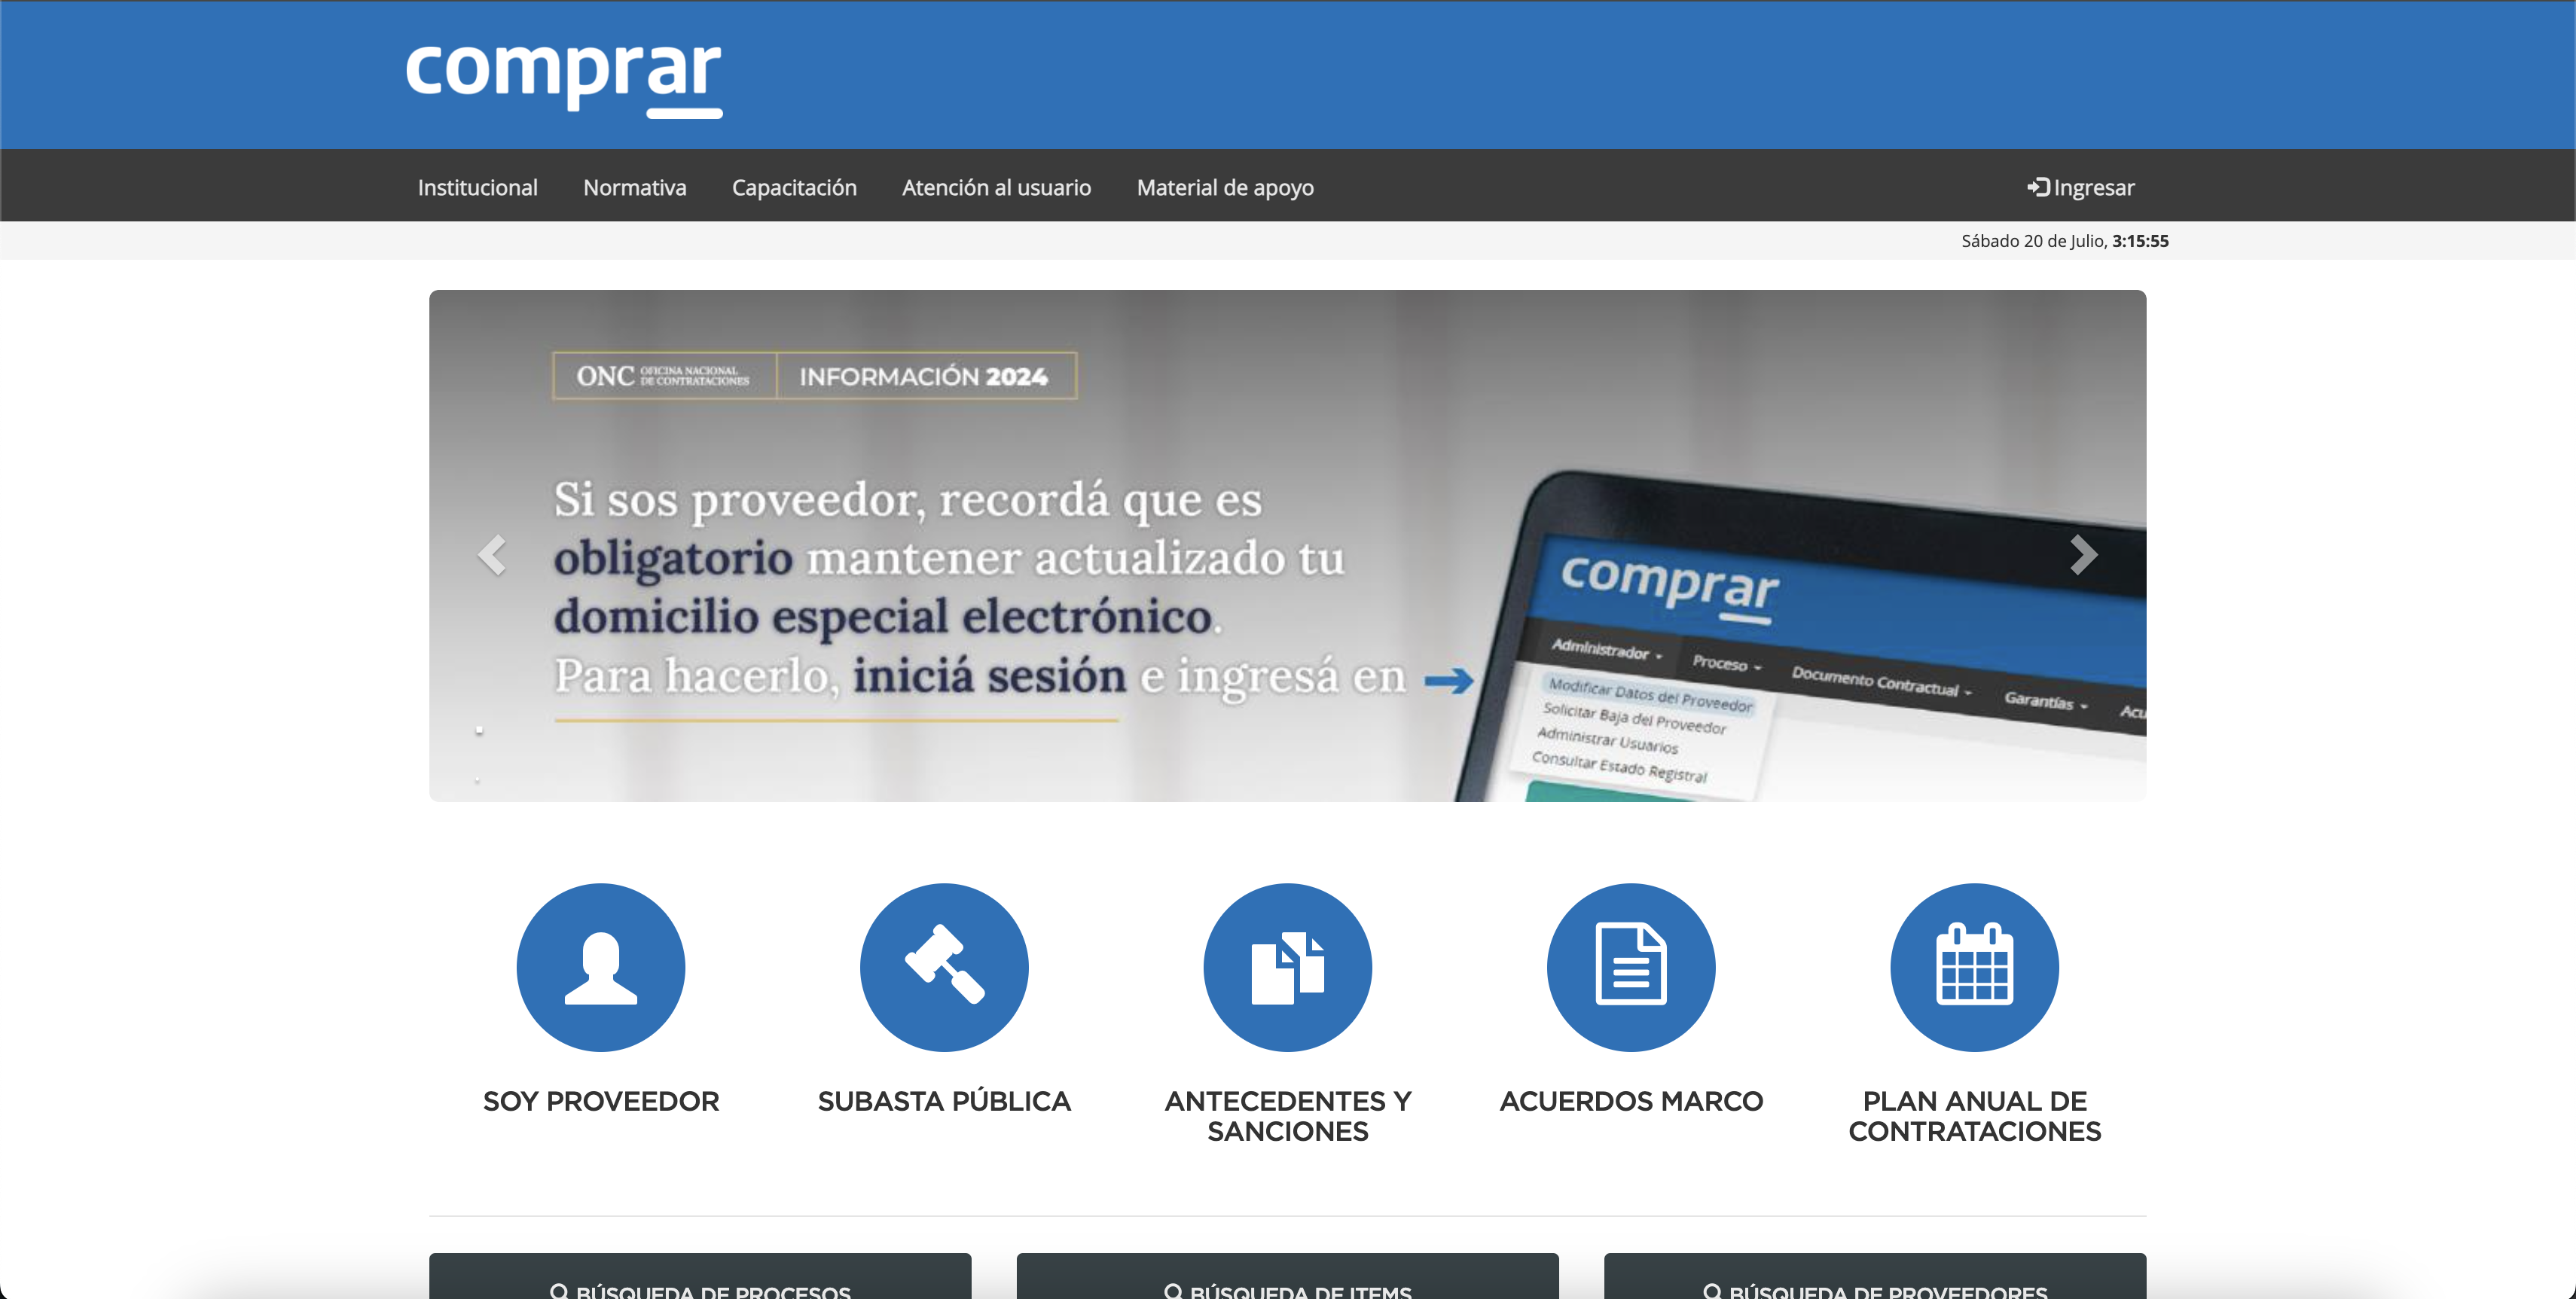 comprar
Institucional Normativa Capacitación Atención al usuario Material de apoyo Ingresar
Sábado 20 de Julio, 3:15:55
ONC OFICINA NACIONAL DE CONTRATACIONES INFORMACIÓN 2024
Si sos proveedor, recordá que es
obligatorio mantener actualizado tu
domicilio especial electrónico.
Para hacerlo, iniciá sesión e ingresá en
comprar
Administrador Proceso Documento Contractual Garantías Acu
Modificar Datos del Proveedor
Solicitar Baja del Proveedor
Administrar Usuarios
Consultar Estado Registral
SOY PROVEEDOR
SUBASTA PÚBLICA
ANTECEDENTES Y
SANCIONES
ACUERDOS MARCO
PLAN ANUAL DE
CONTRATACIONES
BÚSQUEDA DE PROCESOS
BÚSQUEDA DE ITEMS
BÚSQUEDA DE PROVEEDORES